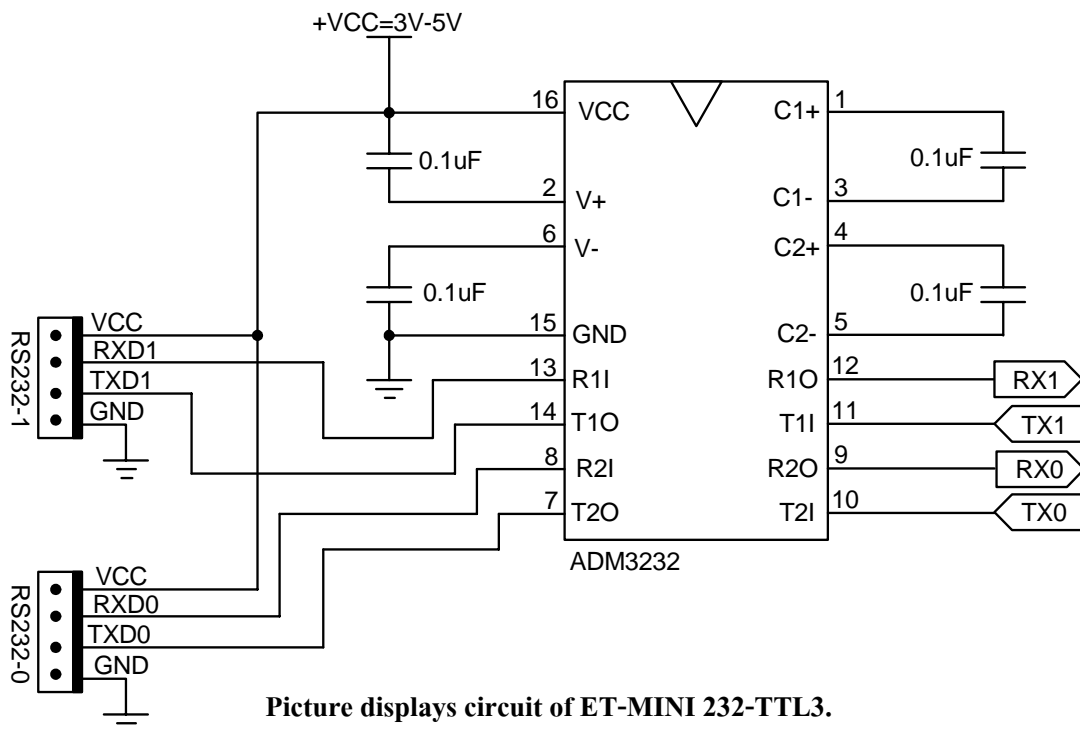 +VCC=3V-5V
16
VCC
C1+
1
0.1uF
0.1uF
2
V+
C1-
3
6
V-
C2+
4
0.1uF
0.1uF
15
GND
C2-
5
13
R1I
R1O
12
RX1
14
T1O
T1I
11
TX1
8
R2I
R2O
9
RX0
7
T2O
T2I
10
TX0
ADM3232
RS232-1
VCC
RXD1
TXD1
GND
RS232-0
VCC
RXD0
TXD0
GND
Picture displays circuit of ET-MINI 232-TTL3.